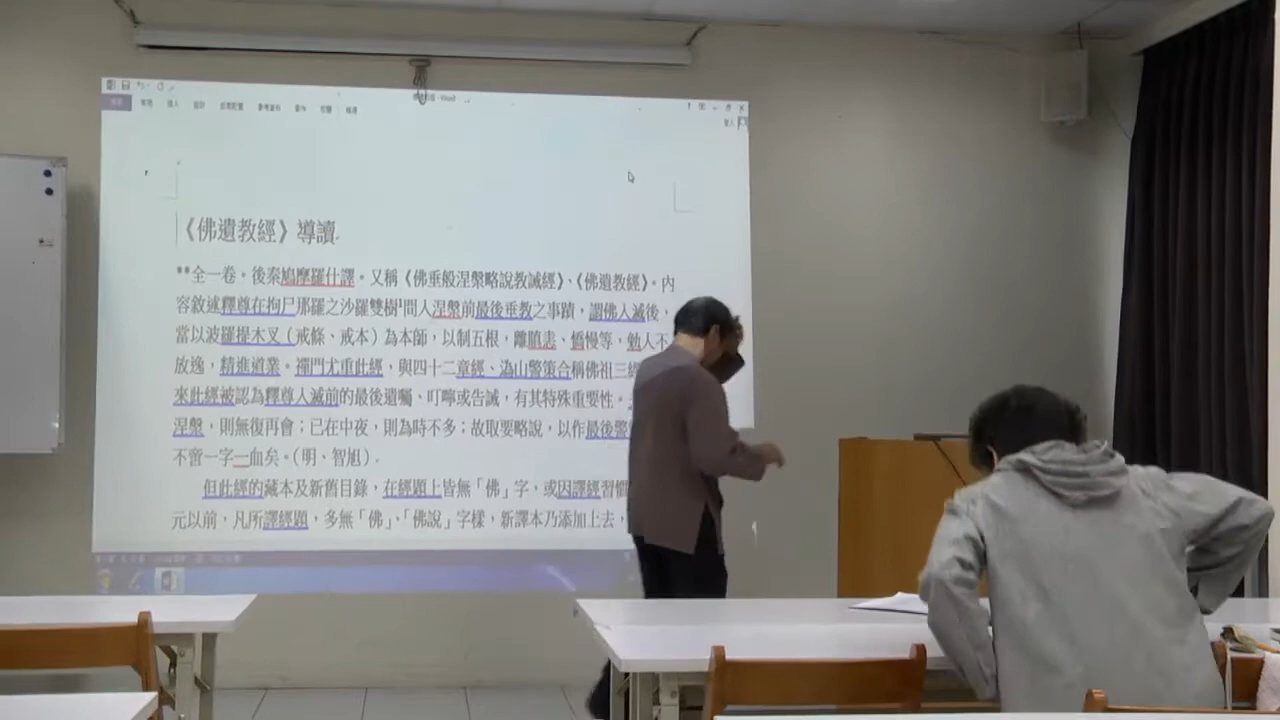 《佛遺教經》導讀
全一卷。後秦鳩摩羅什譯。又稱《佛垂般涅槃略說教誡經》、《佛遺教經》。內
容敘述釋尊在拘尸那羅之沙羅雙樹1間入涅槃前最後垂教之事蹟，謂佛入滅後，
當以波羅提木叉（戒條、戒本）為本師，以制五根，離瞋恚、憍慢等，勉人不
放逸，精進道業。禪門尤重此經，與四十二章經、溈山警策合稱佛祖三經
來此經被認為釋尊入滅前的最後遺囑、叮嚀或告誡，有其特殊重要性。
涅槃，則無復再會；已在中夜，則為時不多；故取要略說，以作最後警
不啻一字一血矣。（明、智旭）.
但此經的藏本及新舊目錄，在經題上皆無「佛」字，或因譯經習慣
元以前，凡所譯經題，多無「佛」、「佛說」字樣，新譯本乃添加上去，